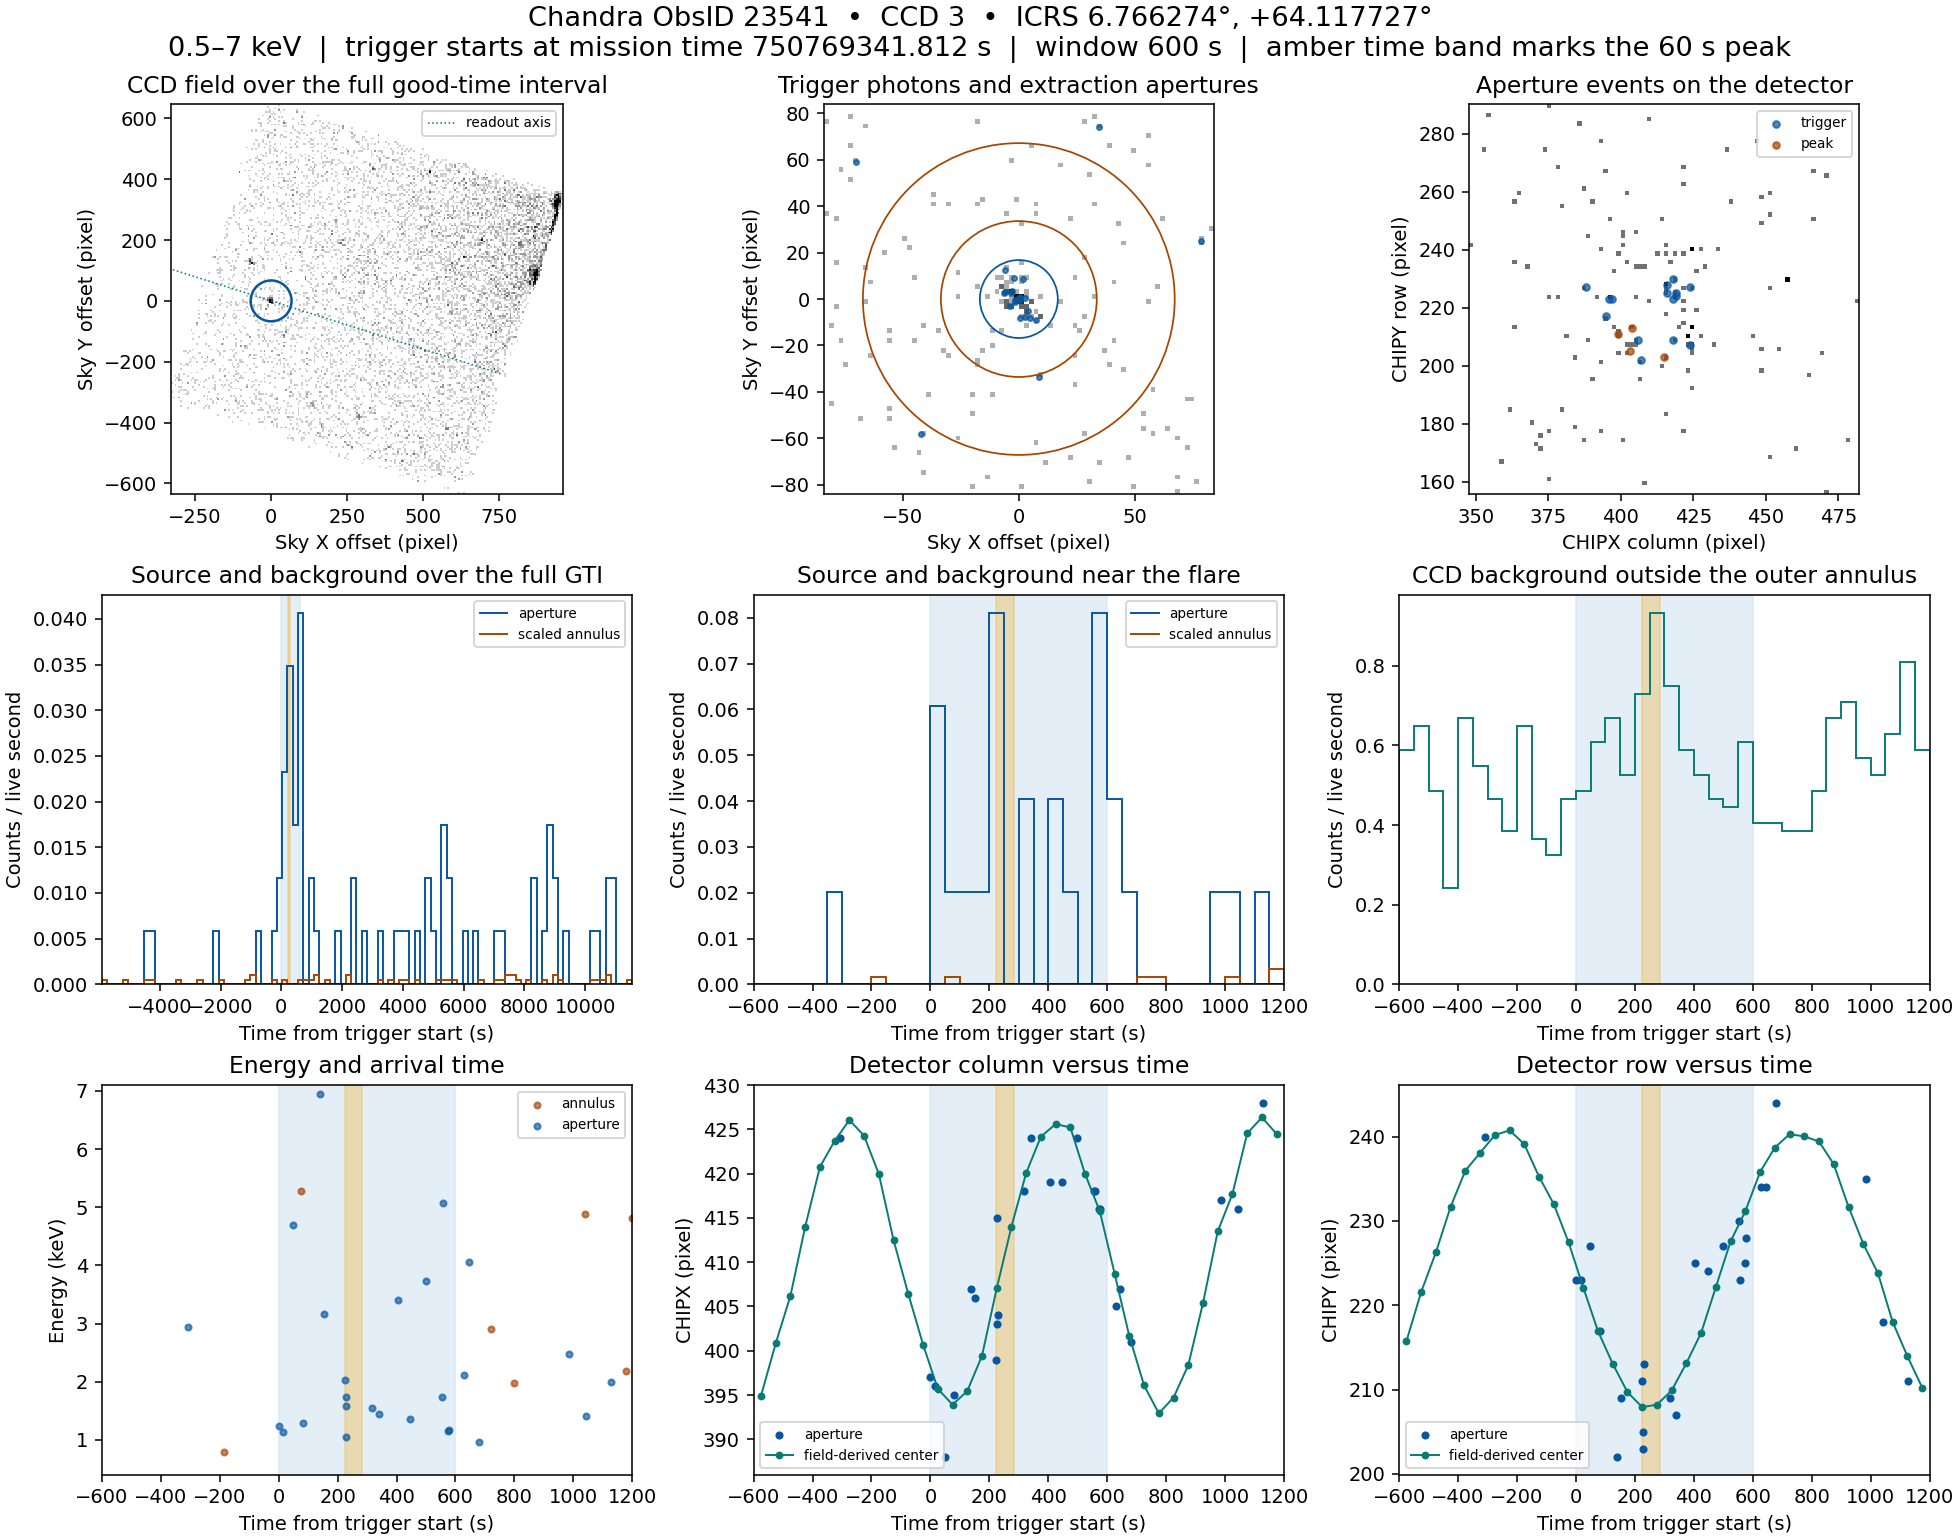 Chandra ObsID 23541 • CCD 3 • ICRS 6.766274°, +64.117727°
0.5–7 keV | trigger starts at mission time 750769341.812 s | window 600 s | amber time band marks the 60 s peak
CCD field over the full good-time interval
readout axis
600
400
200
0
−200
−400
−600
Sky Y offset (pixel)
−250 0 250 500 750
Sky X offset (pixel)
Trigger photons and extraction apertures
80
60
40
20
0
−20
−40
−60
−80
Sky Y offset (pixel)
−50 0 50
Sky X offset (pixel)
Aperture events on the detector
trigger
peak
280
260
240
220
200
180
160
CHIPY row (pixel)
350 375 400 425 450 475
CHIPX column (pixel)
Source and background over the full GTI
aperture
scaled annulus
0.040
0.035
0.030
0.025
0.020
0.015
0.010
0.005
0.000
Counts / live second
−4000 −2000 0 2000 4000 6000 8000 10000
Time from trigger start (s)
Source and background near the flare
aperture
scaled annulus
0.08
0.07
0.06
0.05
0.04
0.03
0.02
0.01
0.00
Counts / live second
−600 −400 −200 0 200 400 600 800 1000 1200
Time from trigger start (s)
CCD background outside the outer annulus
0.8
0.6
0.4
0.2
0.0
Counts / live second
−600 −400 −200 0 200 400 600 800 1000 1200
Time from trigger start (s)
Energy and arrival time
annulus
aperture
7
6
5
4
3
2
1
Energy (keV)
−600 −400 −200 0 200 400 600 800 1000 1200
Time from trigger start (s)
Detector column versus time
430
425
420
415
410
405
400
395
390
CHIPX (pixel)
aperture
field-derived center
−600 −400 −200 0 200 400 600 800 1000 1200
Time from trigger start (s)
Detector row versus time
240
230
220
210
200
CHIPY (pixel)
aperture
field-derived center
−600 −400 −200 0 200 400 600 800 1000 1200
Time from trigger start (s)